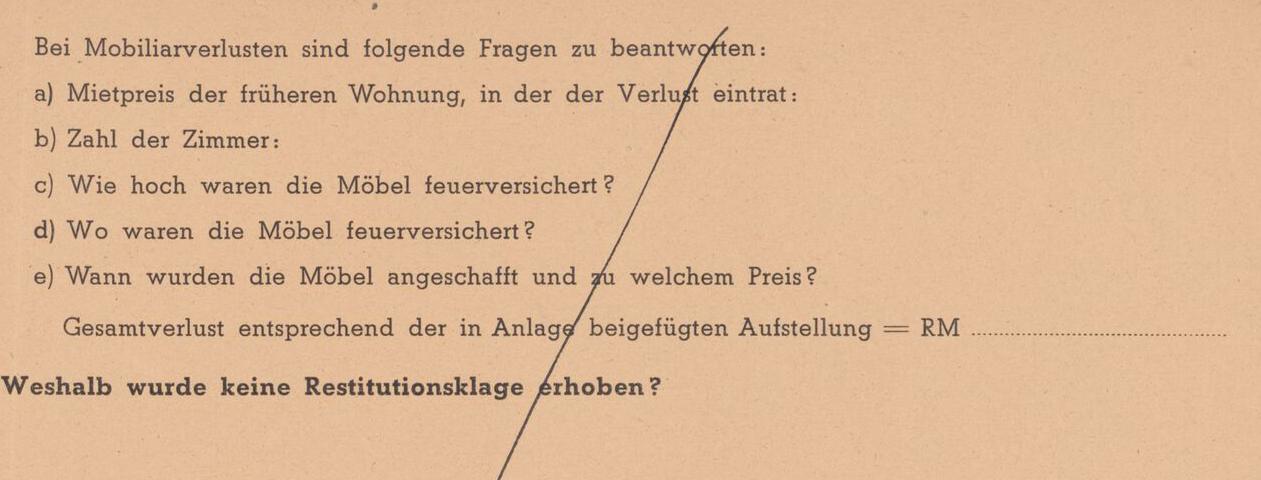 Bei Mobiliarverlusten sind folgende Fragen zu beantworten:
a) Mietpreis der früheren Wohnung, in der der Verlust eintrat:
b) Zahl der Zimmer:
c) Wie hoch waren die Möbel feuerversichert?
d) Wo waren die Möbel feuerversichert?
e) Wann wurden die Möbel angeschafft und zu welchem Preis?
Gesamtverlust entsprechend der in Anlage beigefügten Aufstellung = RM ........................................
Weshalb wurde keine Restitutionsklage erhoben?